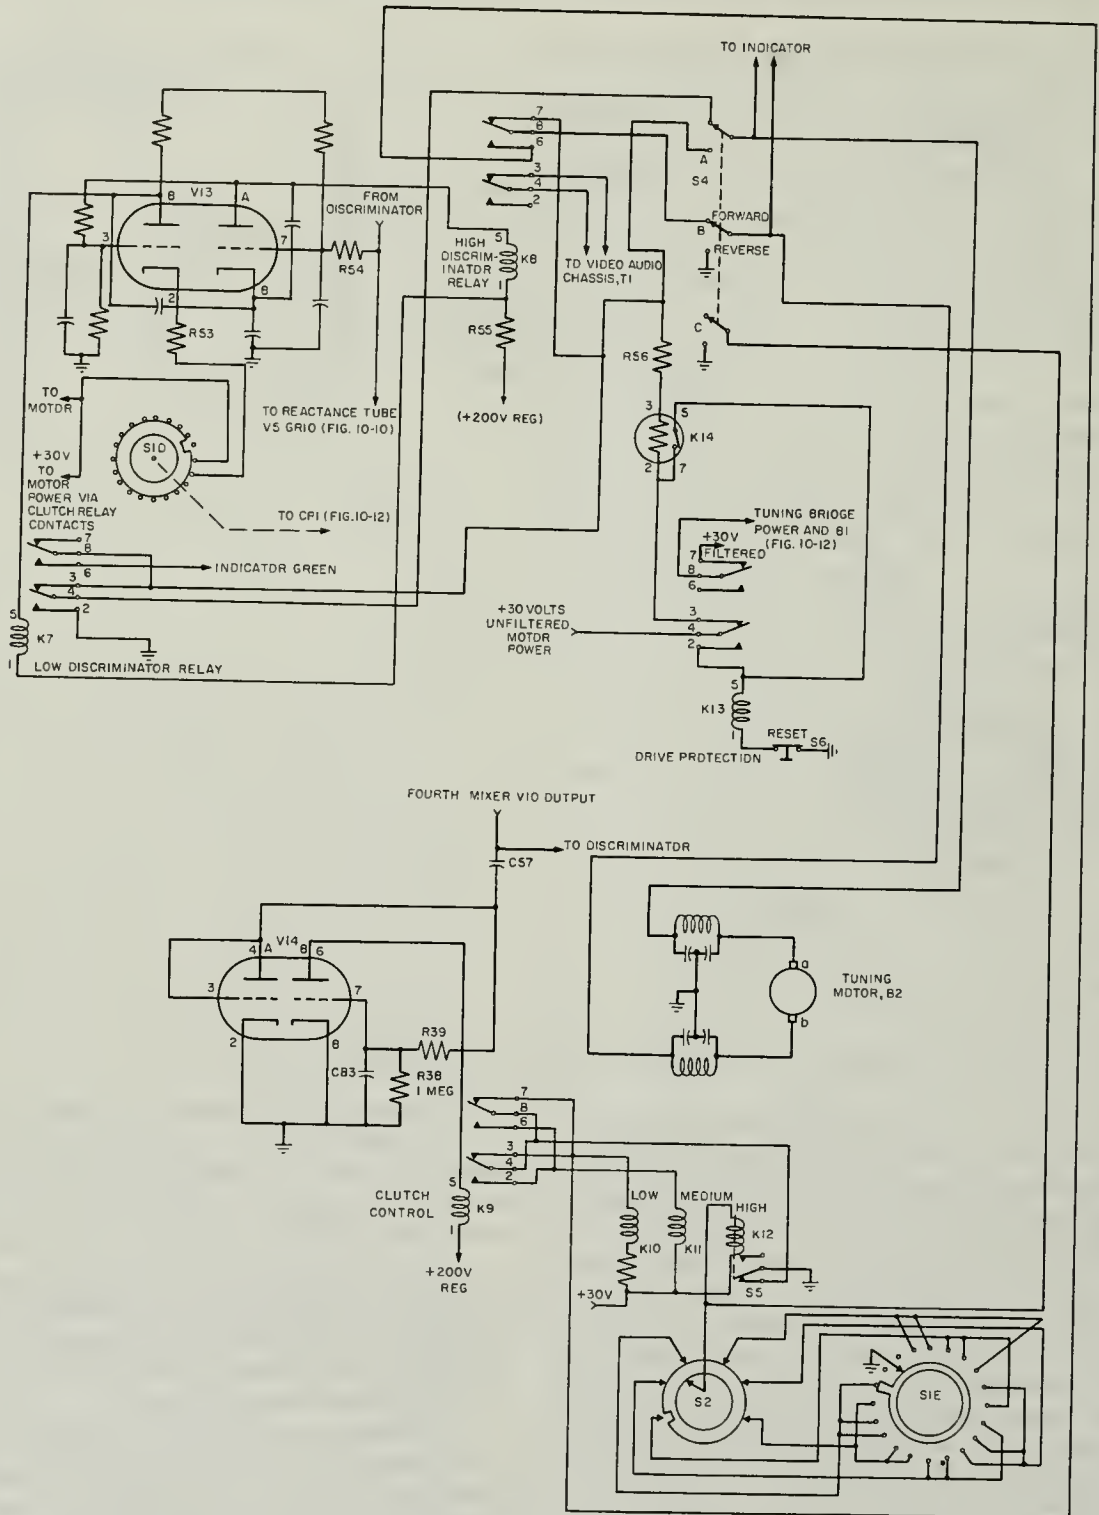 TO INDICATOR
7
8
6
3
4
2
A
S4
FORWARD
B
REVERSE
C
8
V13
A
3
7
2
8
FROM
DISCRIMINATOR
R54
R53
HIGH
DISCRIM-
INATOR
RELAY
5
K8
1
R55
(+200V REG)
TO VIDEO AUDIO
CHASSIS, T1
R56
3
5
K14
2
7
TO
MOTOR
+30V
TO
MOTOR
POWER VIA
CLUTCH RELAY
CONTACTS
S1D
TO REACTANCE TUBE
V5 GRID (FIG. 10-10)
TO CP1 (FIG. 10-12)
7
8
6
INDICATOR GREEN
3
4
2
5
K7
1
LOW DISCRIMINATOR RELAY
TUNING BRIDGE
POWER AND B1
(FIG. 10-12)
+30V
FILTERED
7
8
6
+30 VOLTS
UNFILTERED
MOTOR
POWER
3
4
2
5
K13
1
RESET
S6
DRIVE PROTECTION
FOURTH MIXER V10 OUTPUT
TO DISCRIMINATOR
C57
4
A
V14
8
6
3
7
2
8
R39
C83
R38
1 MEG
a
TUNING
MOTOR, B2
b
7
8
6
3
4
2
CLUTCH
CONTROL
5
K9
1
+200V
REG
LOW
MEDIUM
HIGH
K10
K11
K12
S5
+30V
S2
S1E